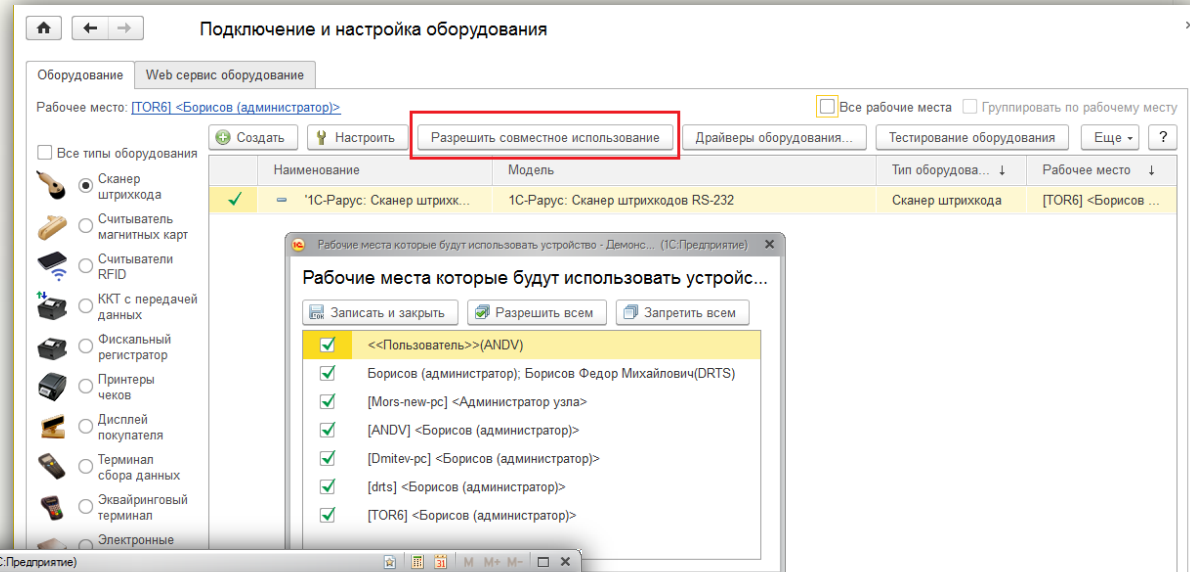 Подключение и настройка оборудования
Оборудование Web сервис оборудование
Рабочее место: [TOR6] <Борисов (администратор)>
Все рабочие места Группировать по рабочему месту
Все типы оборудования
Создать Настроить Разрешить совместное использование Драйверы оборудования... Тестирование оборудования Еще ?
Наименование Модель Тип оборудова... ↓ Рабочее место ↓
'1С-Рарус: Сканер штрихк... 1С-Рарус: Сканер штрихкодов RS-232 Сканер штрихкода [TOR6] <Борисов ...
Сканер
штрихкода
Считыватель
магнитных карт
Считыватели
RFID
ККТ с передачей
данных
Фискальный
регистратор
Принтеры
чеков
Дисплей
покупателя
Терминал
сбора данных
Эквайринговый
терминал
Электронные
Рабочие места которые будут использовать устройство - Демонс... (1С:Предприятие)
Рабочие места которые будут использовать устройс...
Записать и закрыть Разрешить всем Запретить всем
<<Пользователь>>(ANDV)
Борисов (администратор); Борисов Федор Михайлович(DRTS)
[Mors-new-pc] <Администратор узла>
[ANDV] <Борисов (администратор)>
[Dmitev-pc] <Борисов (администратор)>
[drts] <Борисов (администратор)>
[TOR6] <Борисов (администратор)>
С:Предприятие) 31 M M+ M-